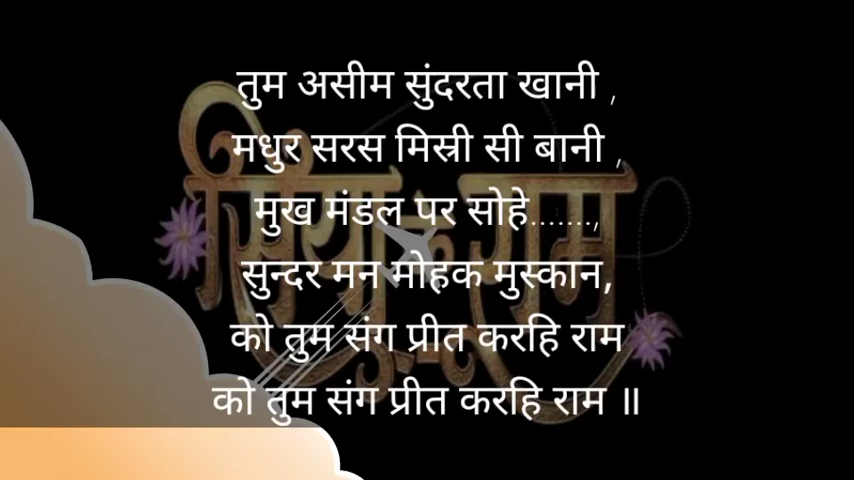 तुम असीम सुंदरता खानी ,
मधुर सरस मिस्री सी बानी ,
मुख मंडल पर सोहे.......,
सुन्दर मन मोहक मुस्कान,
को तुम संग प्रीत करहि राम
को तुम संग प्रीत करहि राम ॥
सिया के राम